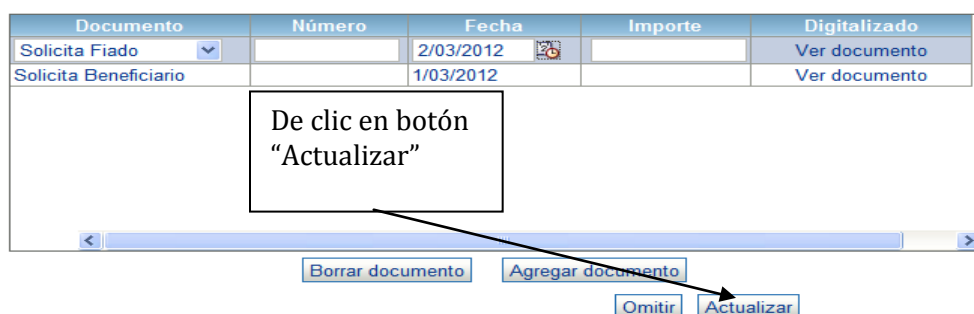 Documento Número Fecha Importe Digitalizado
Solicita Fiado 2/03/2012 Ver documento
Solicita Beneficiario 1/03/2012 Ver documento
De clic en botón
“Actualizar”
Borrar documento Agregar documento
Omitir Actualizar